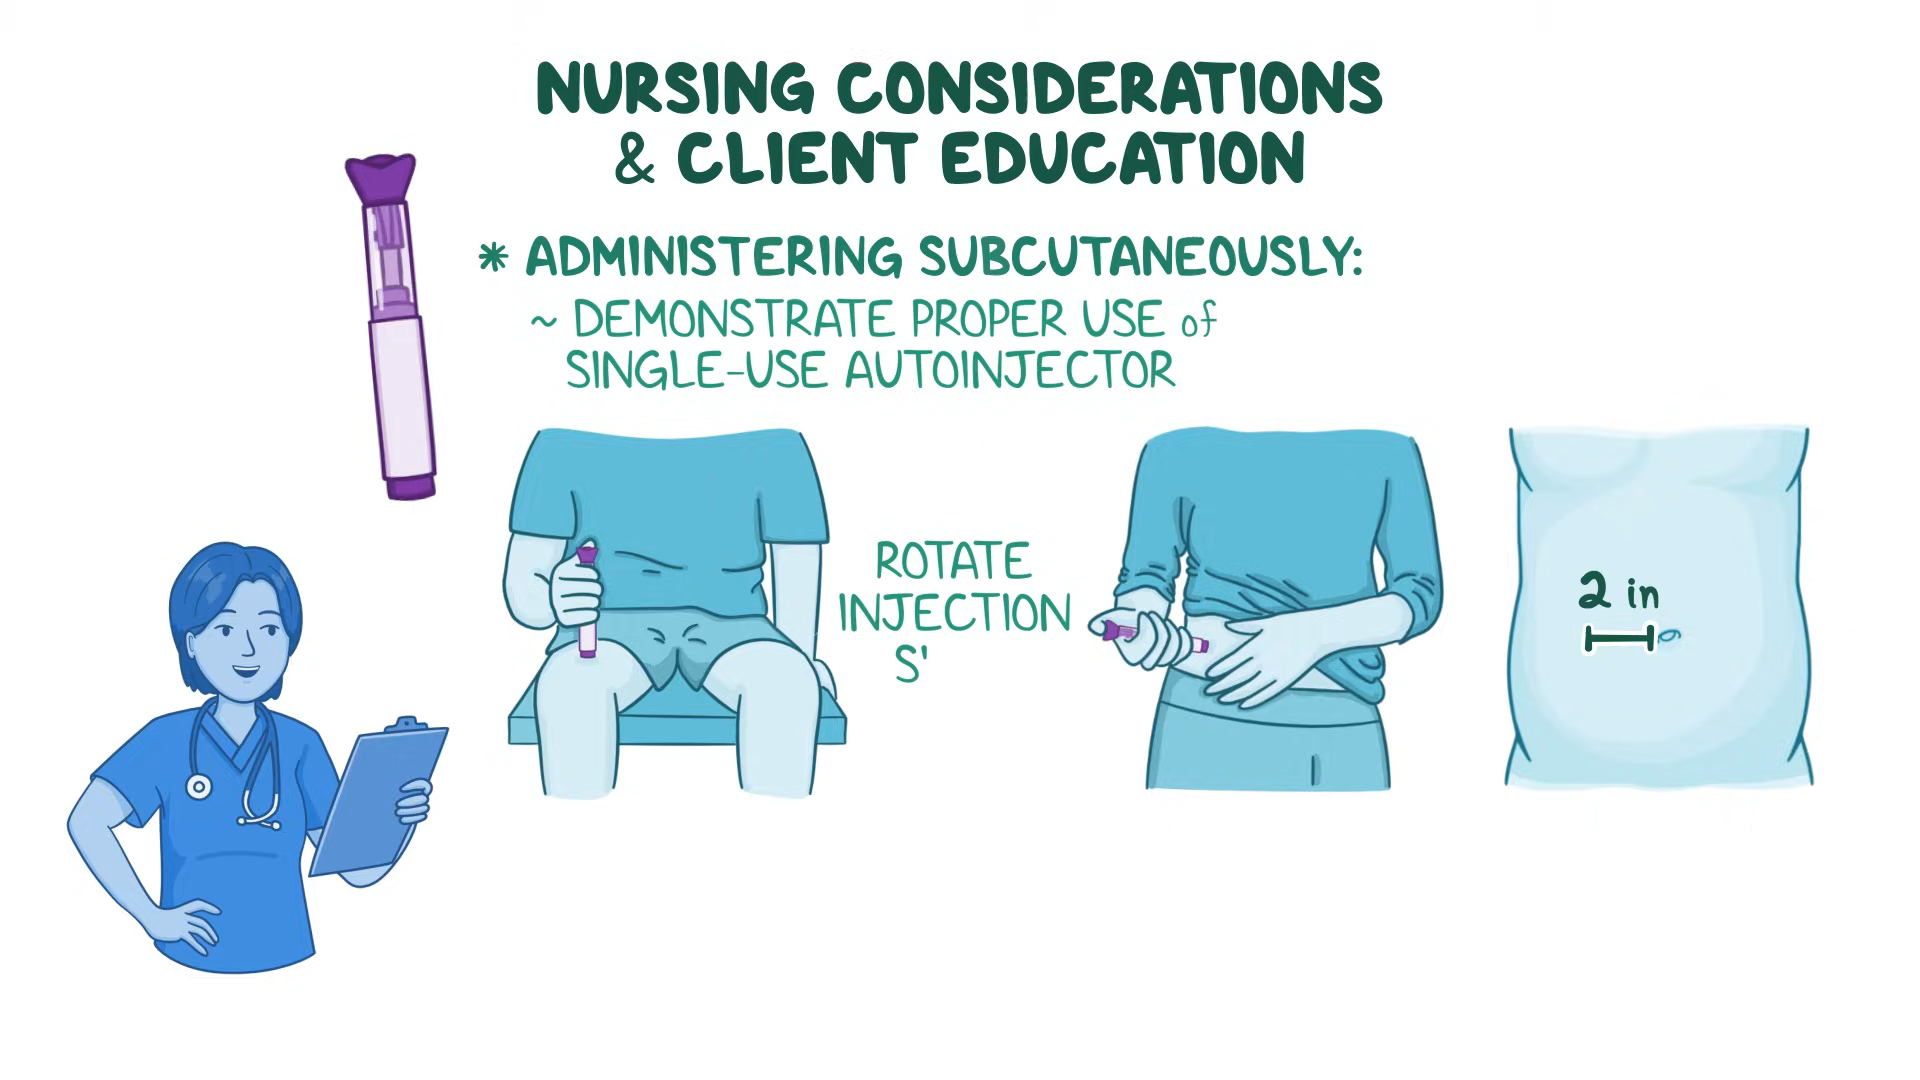 NURSING CONSIDERATIONS
& CLIENT EDUCATION
* ADMINISTERING SUBCUTANEOUSLY:
~ DEMONSTRATE PROPER USE of
SINGLE-USE AUTOINJECTOR
ROTATE
INJECTION
S'
2 in